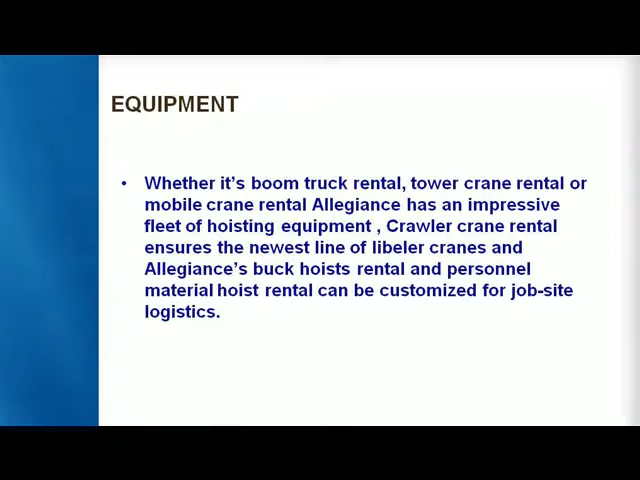 EQUIPMENT
• Whether it's boom truck rental, tower crane rental or
mobile crane rental Allegiance has an impressive
fleet of hoisting equipment , Crawler crane rental
ensures the newest line of libeler cranes and
Allegiance's buck hoists rental and personnel
material hoist rental can be customized for job-site
logistics.